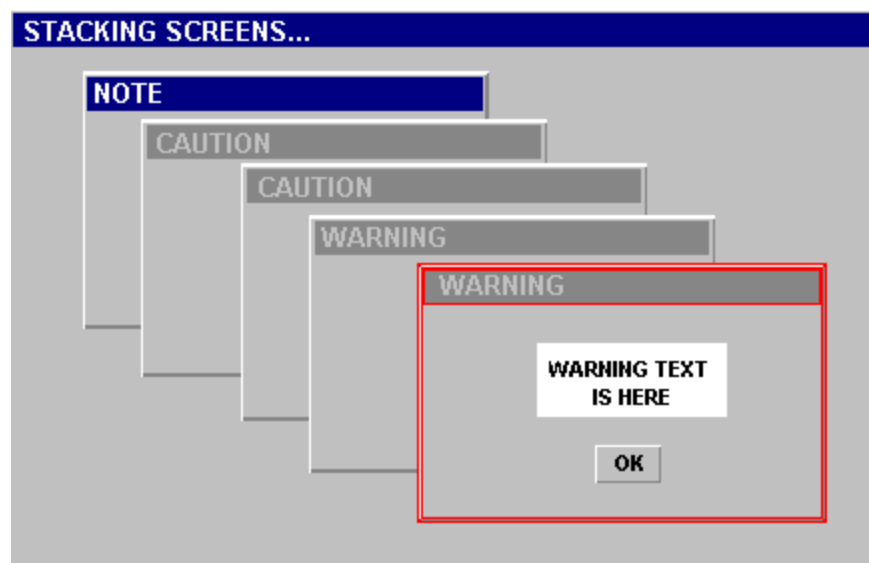 STACKING SCREENS...
NOTE
CAUTION
CAUTION
WARNING
WARNING
WARNING TEXT
IS HERE
OK